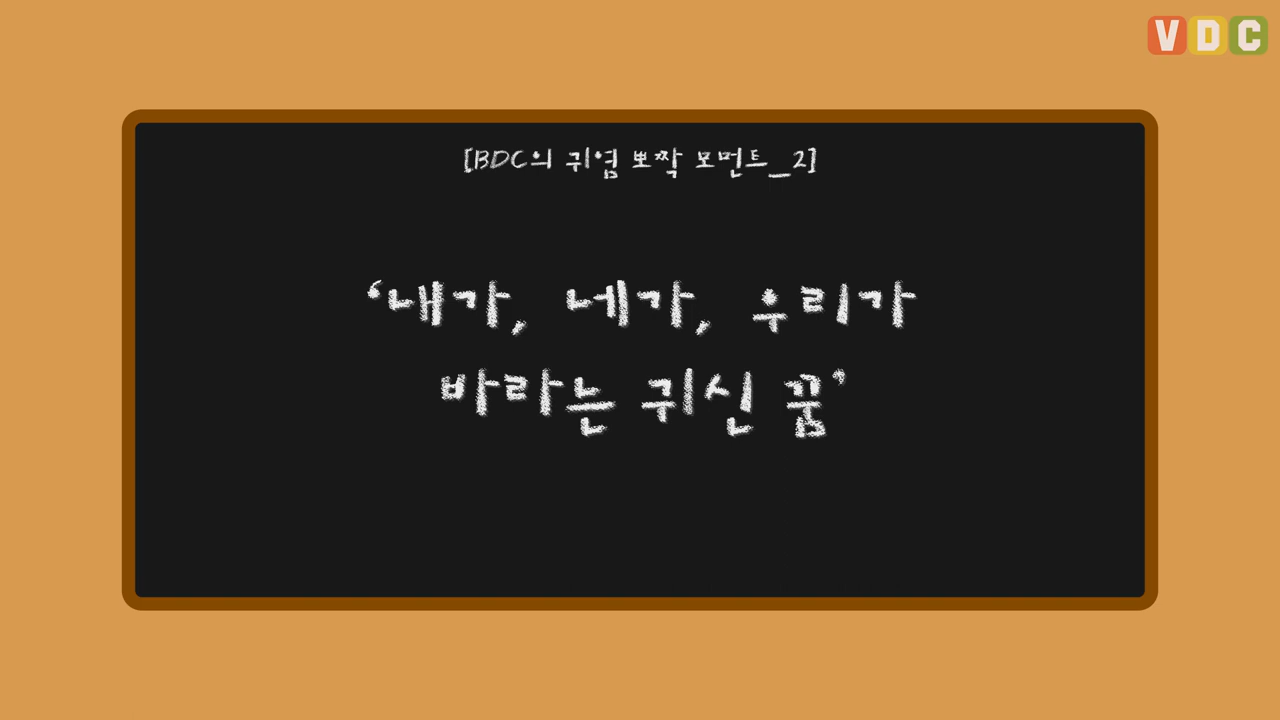 VDC
[BDC의 귀염 뽀짝 모먼트_2]
‘내가, 네가, 우리가
바라는 귀신 꿈’